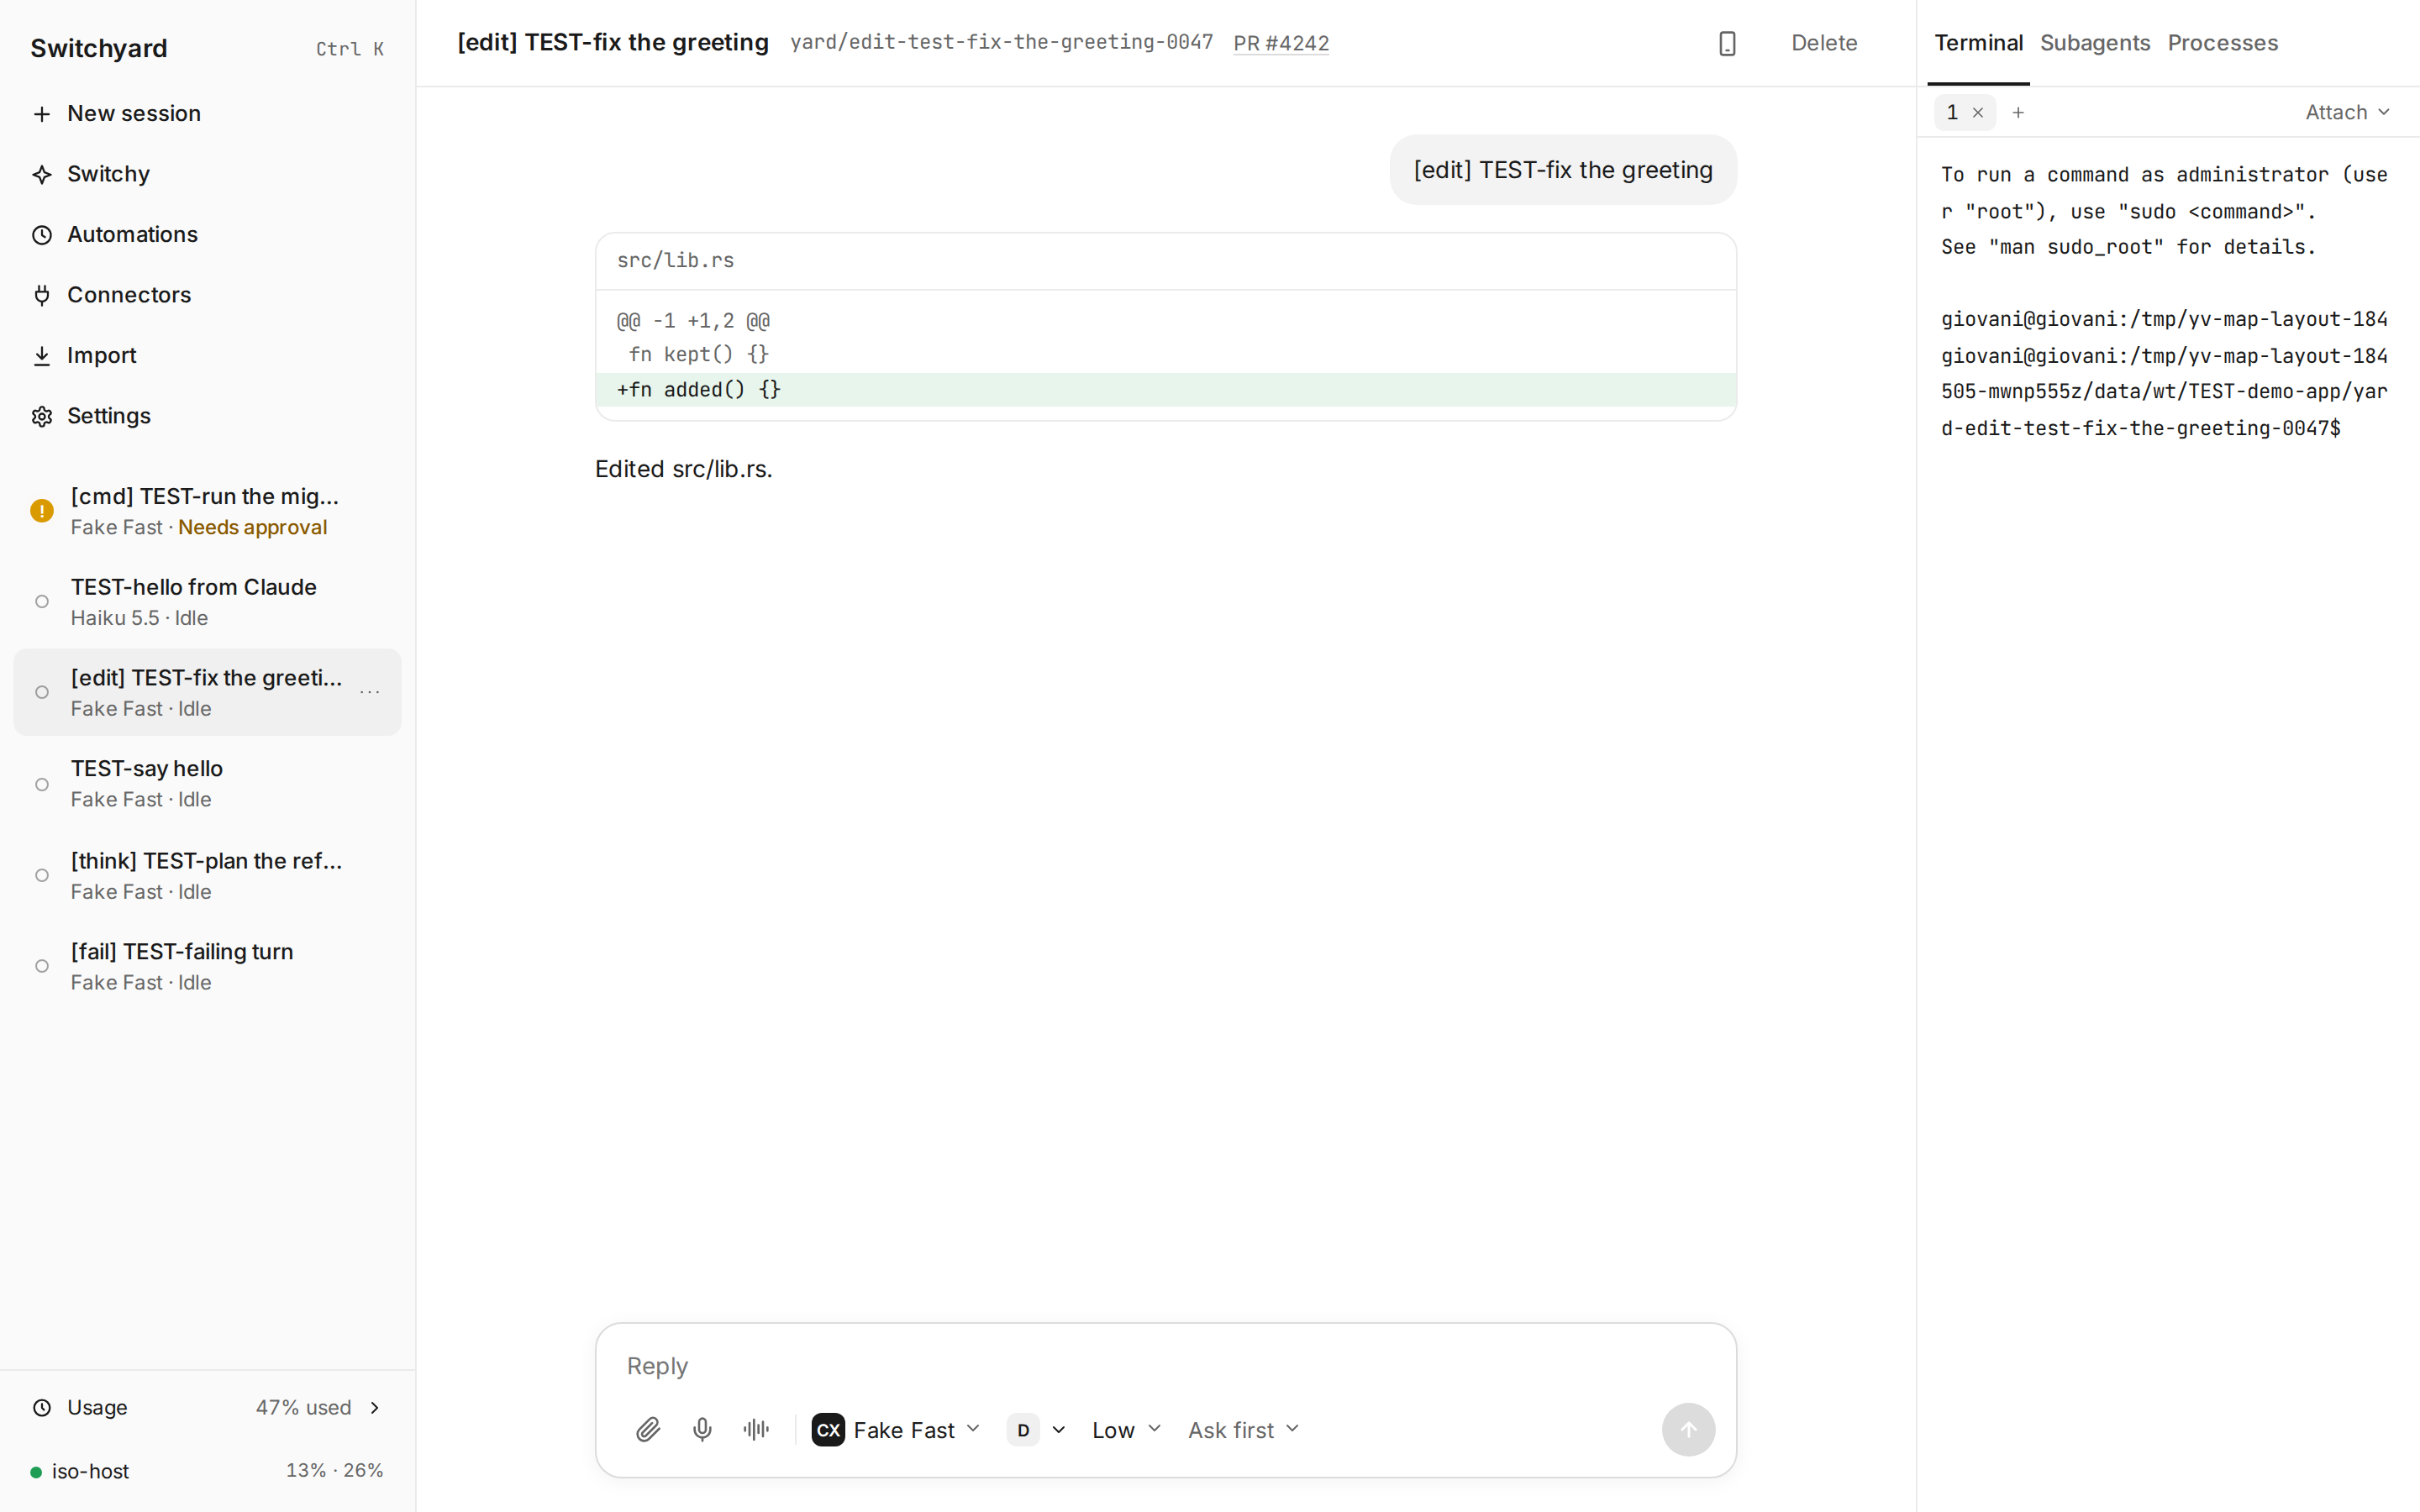 Switchyard
Ctrl K
New session
Switchy
Automations
Connectors
Import
Settings
[cmd] TEST-run the mig...
Fake Fast · Needs approval
TEST-hello from Claude
Haiku 5.5 · Idle
[edit] TEST-fix the greeti...
Fake Fast · Idle
TEST-say hello
Fake Fast · Idle
[think] TEST-plan the ref...
Fake Fast · Idle
[fail] TEST-failing turn
Fake Fast · Idle
Usage
47% used
iso-host
13% · 26%
[edit] TEST-fix the greeting
yard/edit-test-fix-the-greeting-0047
PR #4242
Delete
[edit] TEST-fix the greeting
src/lib.rs
@@ -1 +1,2 @@
fn kept() {}
+fn added() {}
Edited src/lib.rs.
Reply
CX
Fake Fast
D
Low
Ask first
Terminal
Subagents
Processes
1
Attach
To run a command as administrator (use
r "root"), use "sudo <command>".
See "man sudo_root" for details.
giovani@giovani:/tmp/yv-map-layout-184
giovani@giovani:/tmp/yv-map-layout-184
505-mwnp555z/data/wt/TEST-demo-app/yar
d-edit-test-fix-the-greeting-0047$